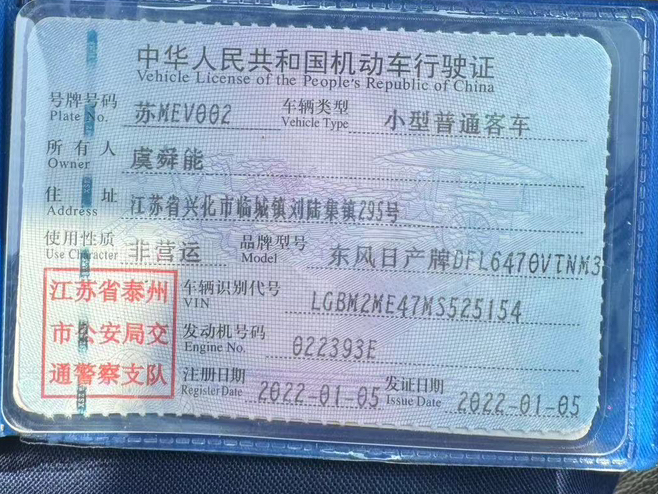 中华人民共和国机动车行驶证
Vehicle License of the People's Republic of China
号牌号码 苏MEV002 车辆类型 小型普通客车
Plate No. Vehicle Type
所有人 虞舜能
Owner
住址 江苏省兴化市临城镇刘陆集镇295号
Address
使用性质 非营运 品牌型号 东风日产牌DFL6470VTNM3
Use Character Model
江苏省泰州
市公安局交
通警察支队
车辆识别代号 LGBM2ME47MS525154
VIN
发动机号码 022393E
Engine No.
注册日期 2022-01-05 发证日期 2022-01-05
Register Date Issue Date